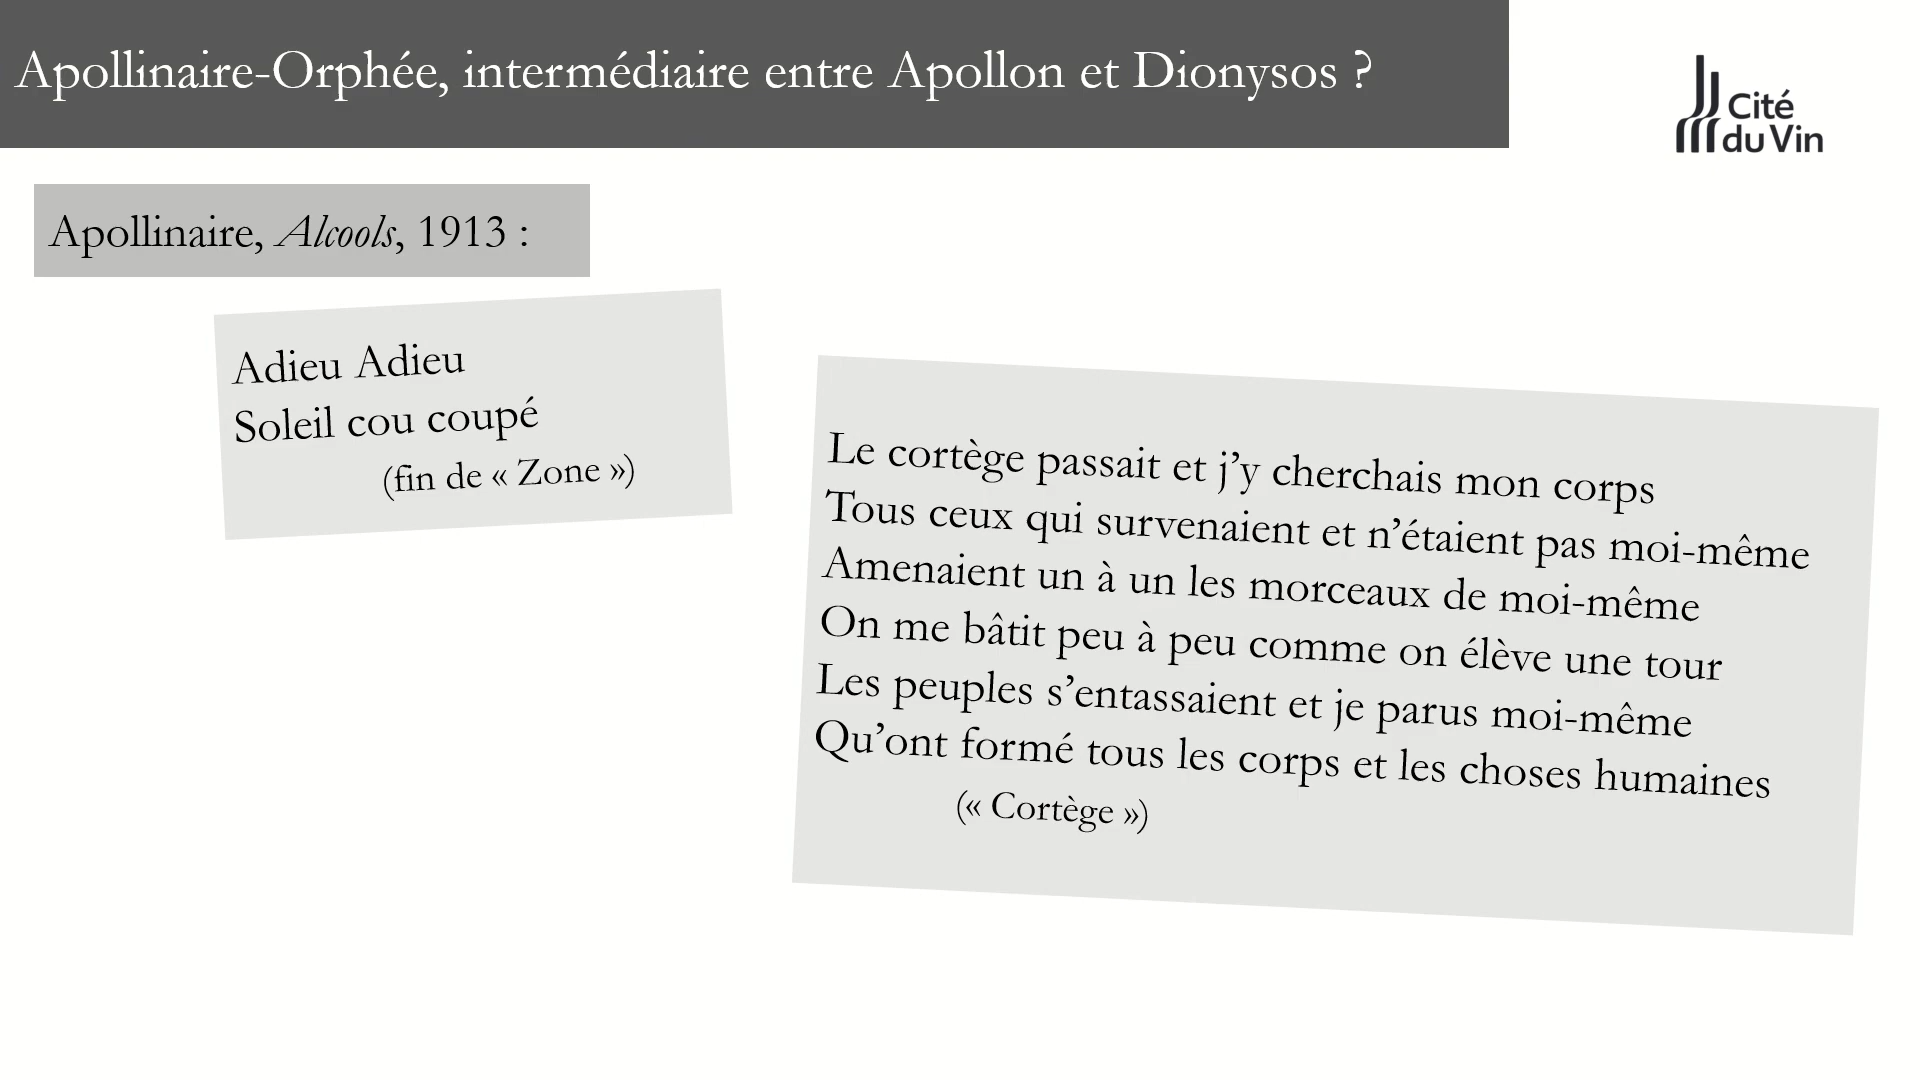 Apollinaire-Orphée, intermédiaire entre Apollon et Dionysos ?
Cité
du Vin
Apollinaire, Alcools, 1913 :
Adieu Adieu
Soleil cou coupé
(fin de « Zone »)
Le cortège passait et j’y cherchais mon corps
Tous ceux qui survenaient et n’étaient pas moi-même
Amenaient un à un les morceaux de moi-même
On me bâtit peu à peu comme on élève une tour
Les peuples s’entassaient et je parus moi-même
Qu’ont formé tous les corps et les choses humaines
(« Cortège »)